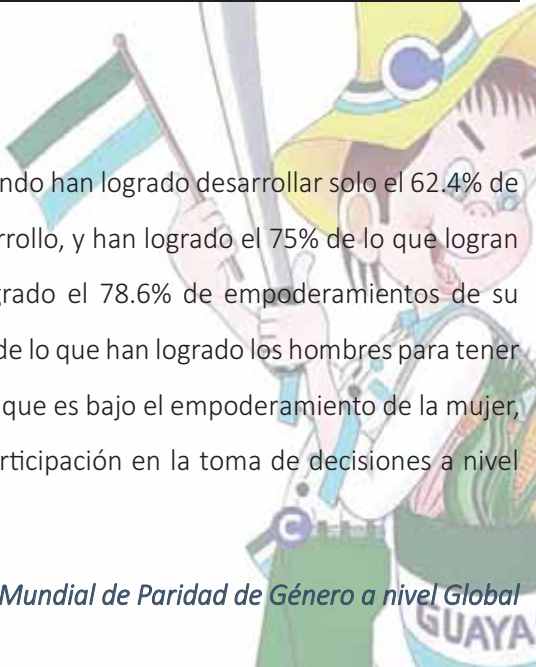 ndo han logrado desarrollar solo el 62.4% de
rrollo, y han logrado el 75% de lo que logran
grado el 78.6% de empoderamientos de su
de lo que han logrado los hombres para tener
que es bajo el empoderamiento de la mujer,
rticipación en la toma de decisiones a nivel
Mundial de Paridad de Género a nivel Global
C
C
GUAYA